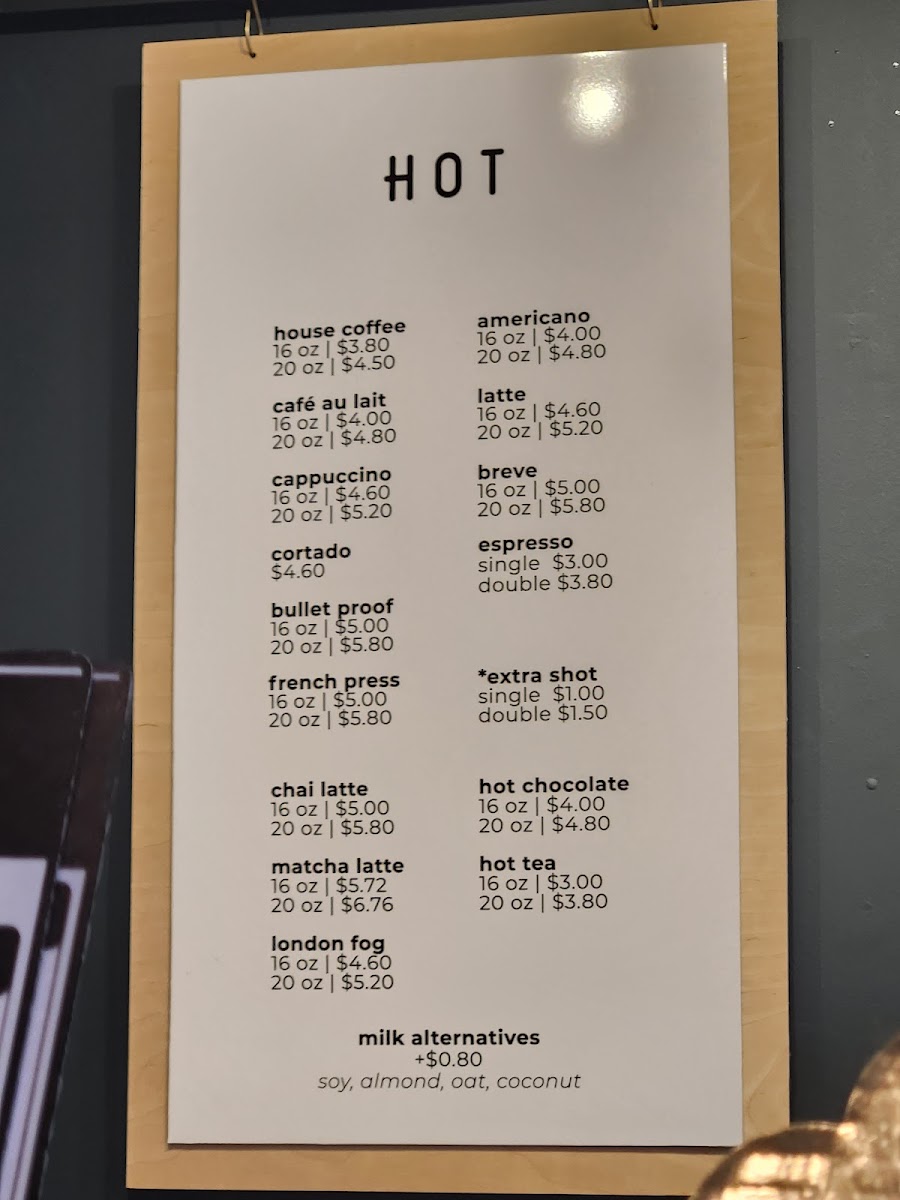 HOT
house coffee
16 oz | $3.80
20 oz | $4.50
café au lait
16 oz | $4.00
20 oz | $4.80
cappuccino
16 oz | $4.60
20 oz | $5.20
cortado
$4.60
bullet proof
16 oz | $5.00
20 oz | $5.80
french press
16 oz | $5.00
20 oz | $5.80
chai latte
16 oz | $5.00
20 oz | $5.80
matcha latte
16 oz | $5.72
20 oz | $6.76
london fog
16 oz | $4.60
20 oz | $5.20
americano
16 oz | $4.00
20 oz | $4.80
latte
16 oz | $4.60
20 oz | $5.20
breve
16 oz | $5.00
20 oz | $5.80
espresso
single $3.00
double $3.80
*extra shot
single $1.00
double $1.50
hot chocolate
16 oz | $4.00
20 oz | $4.80
hot tea
16 oz | $3.00
20 oz | $3.80
milk alternatives
+$0.80
soy, almond, oat, coconut